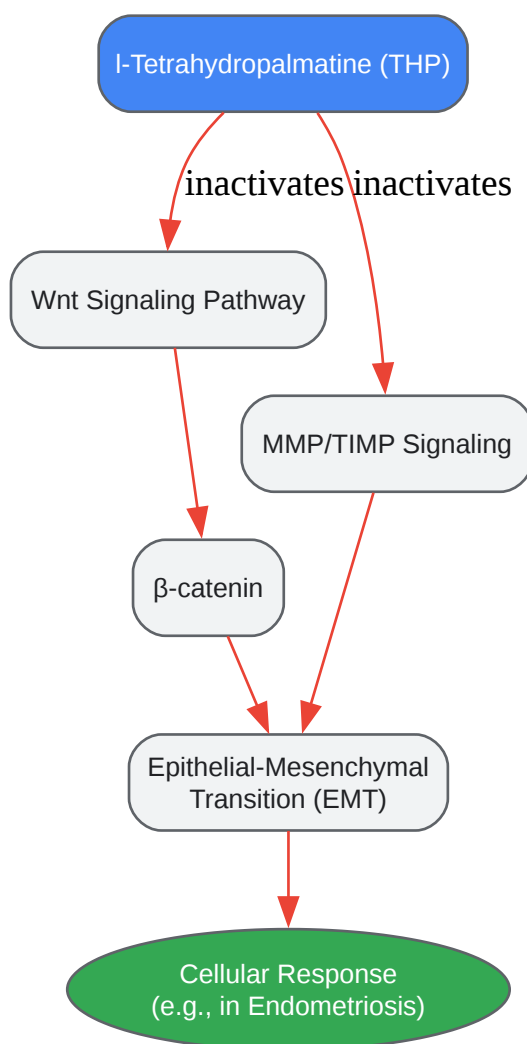 l-Tetrahydropalmatine (THP)
inactivates inactivates
Wnt Signaling Pathway
MMP/TIMP Signaling
β-catenin
Epithelial-Mesenchymal
Transition (EMT)
Cellular Response
(e.g., in Endometriosis)